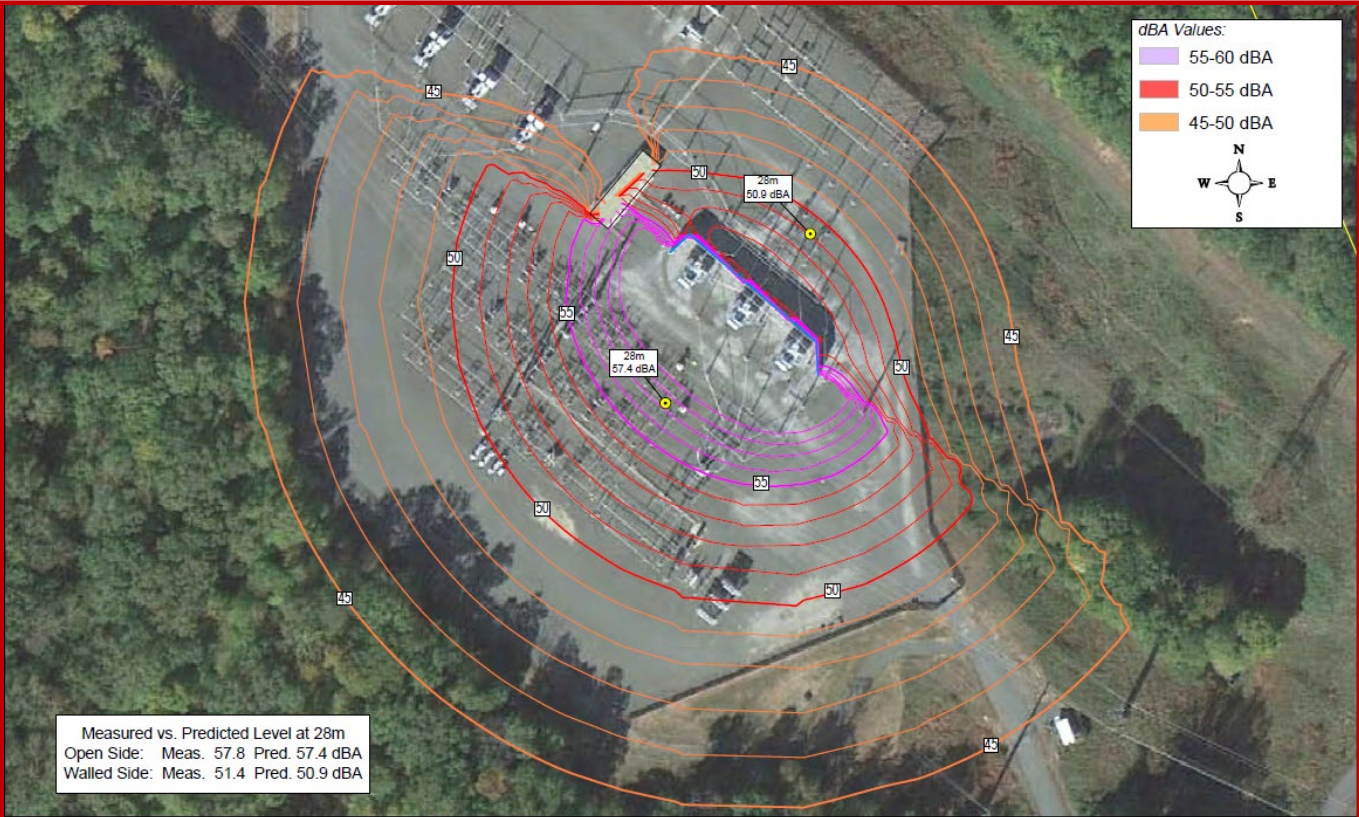 dBA Values:
55-60 dBA
50-55 dBA
45-50 dBA
N
W E
S
45
45
50
28m
50.9 dBA
50
55
45
50
28m
57.4 dBA
55
50
50
45
45
Measured vs. Predicted Level at 28m
Open Side: Meas. 57.8 Pred. 57.4 dBA
Walled Side: Meas. 51.4 Pred. 50.9 dBA